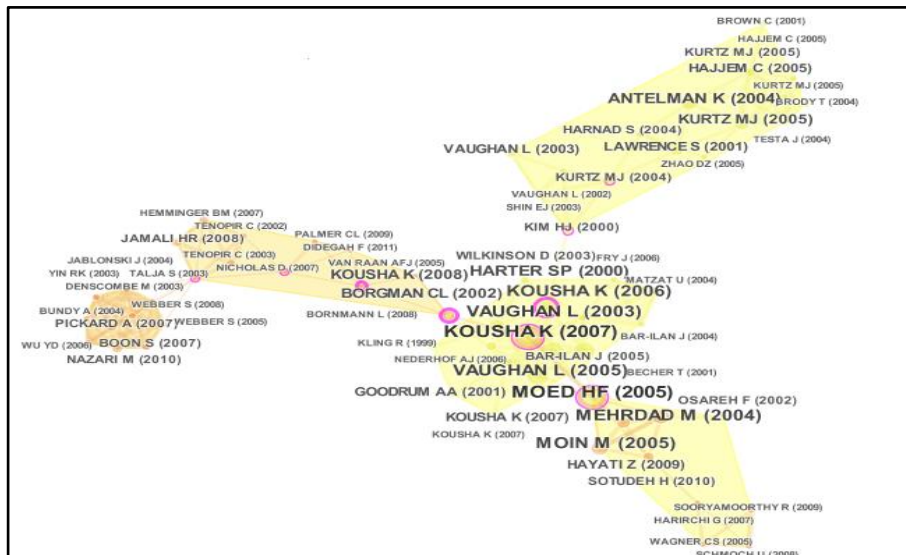 BROWN C (2001)
HAJJEM C (2005)
KURTZ MJ (2005)
HAJJEM C (2005)
KURTZ MJ (2005)
ANTELMAN K (2004)
BRODY T (2004)
KURTZ MJ (2005)
HARNAD S (2004)
TESTA J (2004)
VAUGHAN L (2003)
LAWRENCE S (2001)
ZHAO DZ (2005)
KURTZ MJ (2004)
VAUGHAN L (2002)
SHIN EJ (2003)
KIM HJ (2000)
HEMMINGER BM (2007)
TENOPIR C (2002)
JAMALI HR (2008)
PALMER CL (2009)
DIDEGAH F (2011)
TENOPIR C (2003)
JABLONSKI J (2004)
VAN RAAN AFJ (2005)
WILKINSON D (2003)
FRY J (2006)
YIN RK (2003)
TALJA S (2003)
NICHOLAS D (2007)
KOUSHA K (2008)
HARTER SP (2000)
MATZAT U (2004)
DENSCOMBE M (2003)
BORGMAN CL (2002)
KOUSHA K (2006)
WEBBER S (2008)
BUNDY A (2004)
BORNMANN L (2008)
VAUGHAN L (2003)
PICKARD A (2007)
WEBBER S (2005)
KOUSHA K (2007)
BAR-ILAN J (2004)
WU YD (2006)
BOON S (2007)
KLING R (1999)
NAZARI M (2010)
NEDERHOF AJ (2006)
BAR-ILAN J (2005)
VAUGHAN L (2005)
BECHER T (2001)
GOODRUM AA (2001)
MOED HF (2005)
OSAREH F (2002)
KOUSHA K (2007)
MEHRDAD M (2004)
KOUSHA K (2007)
MOIN M (2005)
HAYATI Z (2009)
SOTUDEH H (2010)
SOORYAMOORTHY R (2009)
HARIRCHI G (2007)
WAGNER CS (2005)
SCHMOCH U (2008)